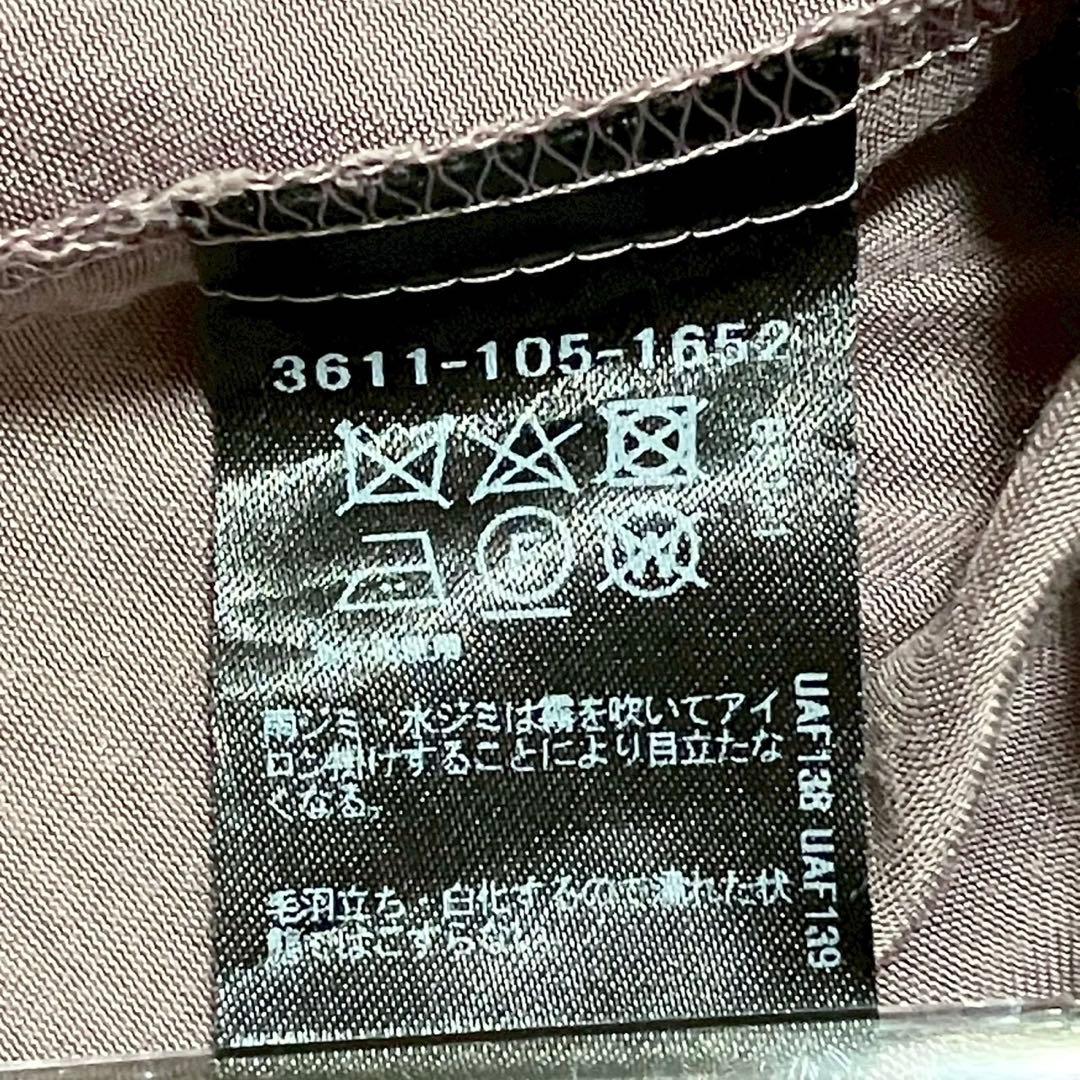 3611-105-1652
雨ジミ・水ジミは霧を吹いてアイ
ロン掛けすることにより目立たな
くなる。
毛羽立ち・白化するので濡れた状
態ではこすらない。
UAF138 UAF139